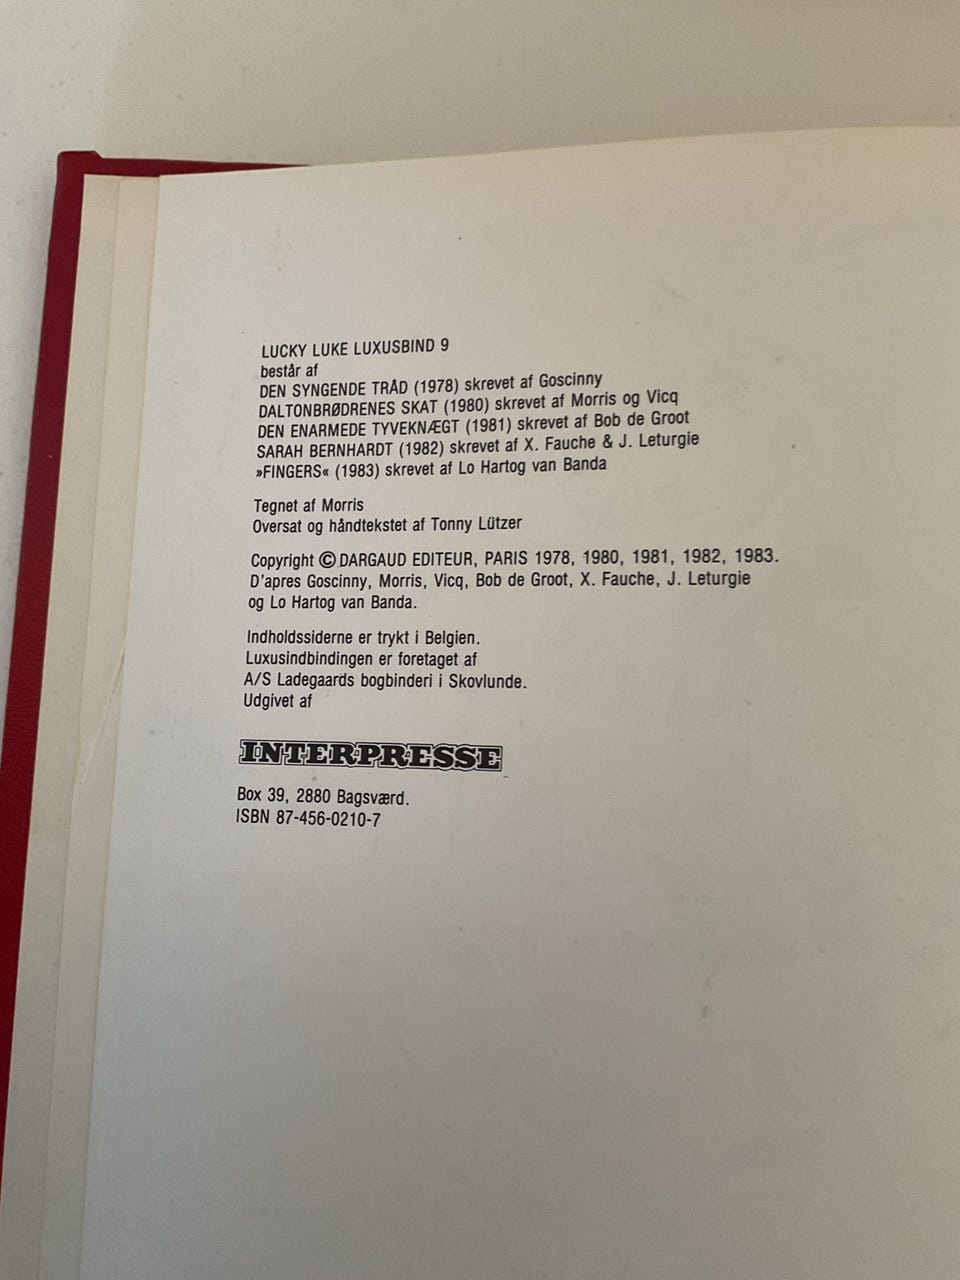 LUCKY LUKE LUXUSBIND 9
består af
DEN SYNGENDE TRÅD (1978) skrevet af Goscinny
DALTONBRØDRENES SKAT (1980) skrevet af Morris og Vicq
DEN ENARMEDE TYVEKNÆGT (1981) skrevet af Bob de Groot
SARAH BERNHARDT (1982) skrevet af X. Fauche & J. Leturgie
»FINGERS« (1983) skrevet af Lo Hartog van Banda
Tegnet af Morris
Oversat og håndtekstet af Tonny Lützer
Copyright © DARGAUD EDITEUR, PARIS 1978, 1980, 1981, 1982, 1983.
D'apres Goscinny, Morris, Vicq, Bob de Groot, X. Fauche, J. Leturgie
og Lo Hartog van Banda.
Indholdssiderne er trykt i Belgien.
Luxusindbindingen er foretaget af
A/S Ladegaards bogbinderi i Skovlunde.
Udgivet af
INTERPRESSE
Box 39, 2880 Bagsværd.
ISBN 87-456-0210-7